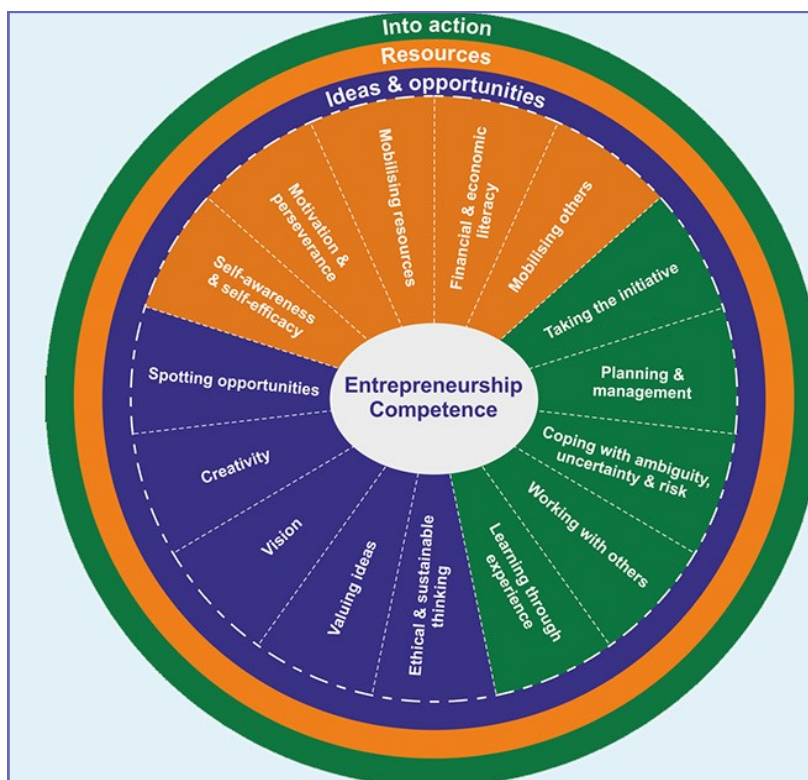 Into action
Resources
Ideas & opportunities
Self-awareness
& self-efficacy
Motivation &
perseverance
Mobilising resources
Financial & economic
literacy
Mobilising others
Taking the initiative
Planning &
management
Coping with ambiguity,
uncertainty & risk
Working with others
Learning through
experience
Ethical & sustainable
thinking
Valuing ideas
Vision
Creativity
Spotting opportunities
Entrepreneurship
Competence